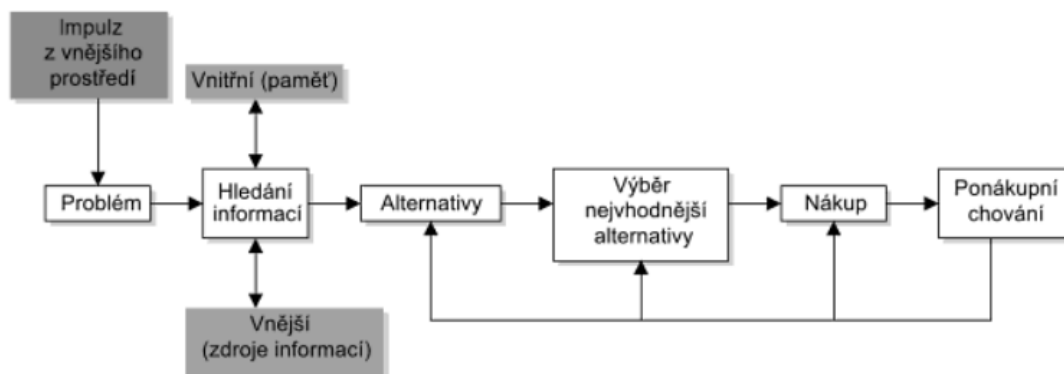 Impulz
z vnějšího
prostředí
Vnitřní (paměť)
Problém
Hledání
informací
Alternativy
Výběr
nejvhodnější
alternativy
Nákup
Ponákupní
chování
Vnější
(zdroje informací)